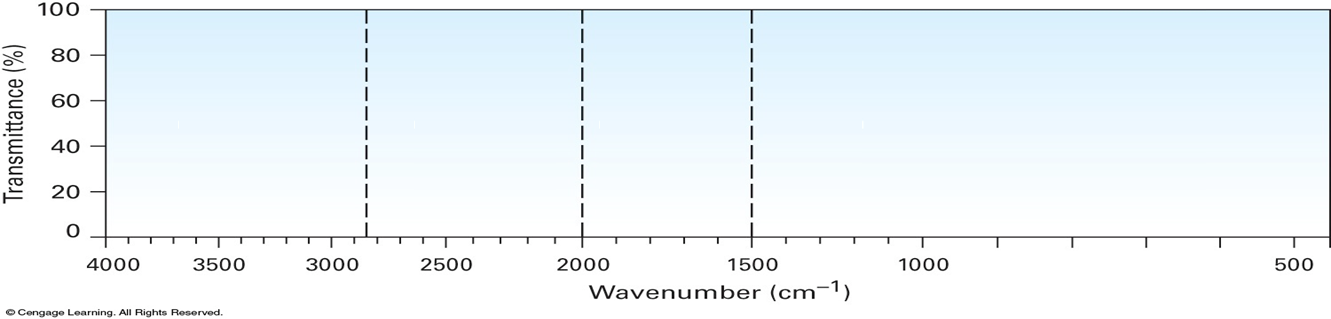 100
80
60
40
20
0
Transmittance (%)
4000 3500 3000 2500 2000 1500 1000 500
Wavenumber (cm⁻¹)
© Cengage Learning. All Rights Reserved.